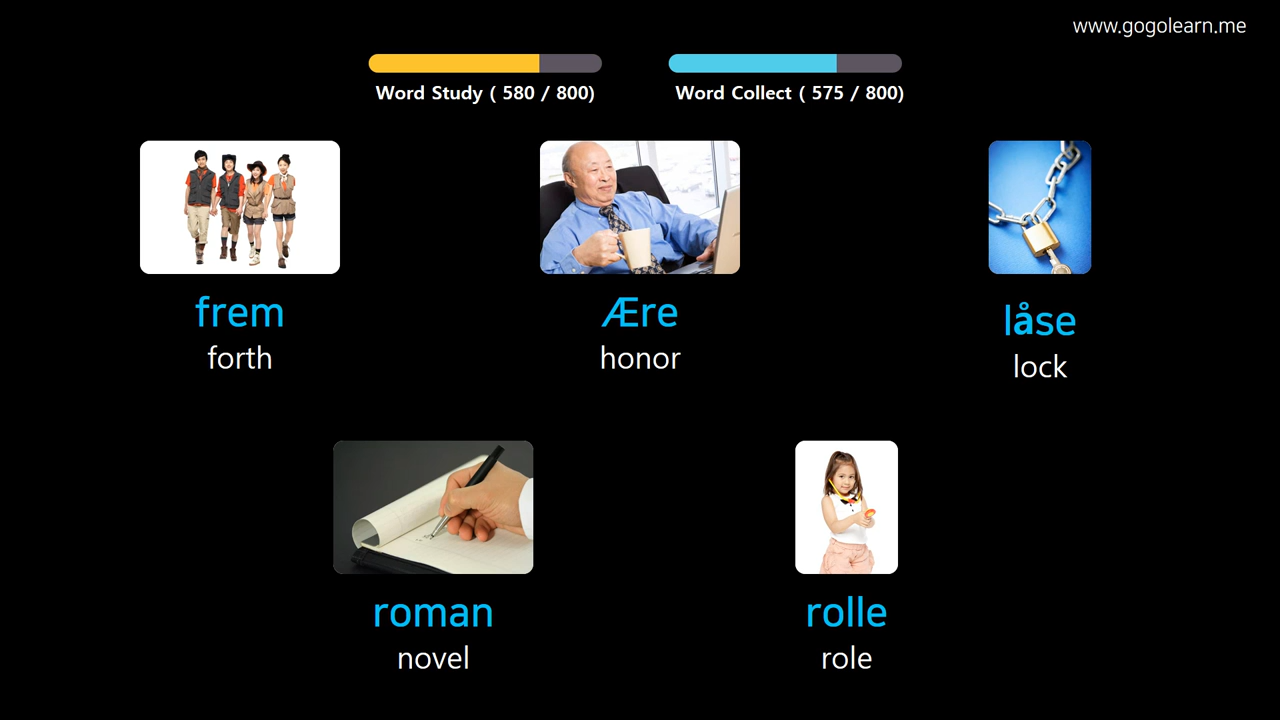 www.gogolearn.me
Word Study ( 580 / 800)
Word Collect ( 575 / 800)
frem
forth
Ære
honor
låse
lock
roman
novel
rolle
role